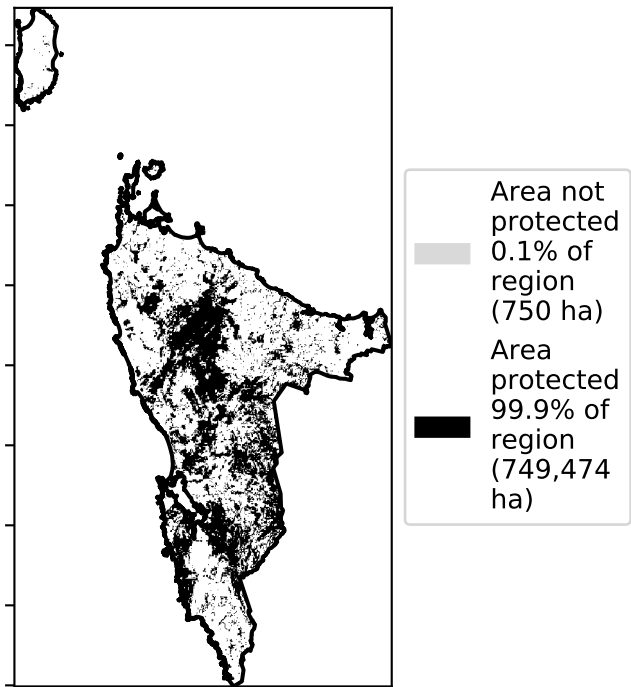 Area not
protected
0.1% of
region
(750 ha)
Area
protected
99.9% of
region
(749,474
ha)